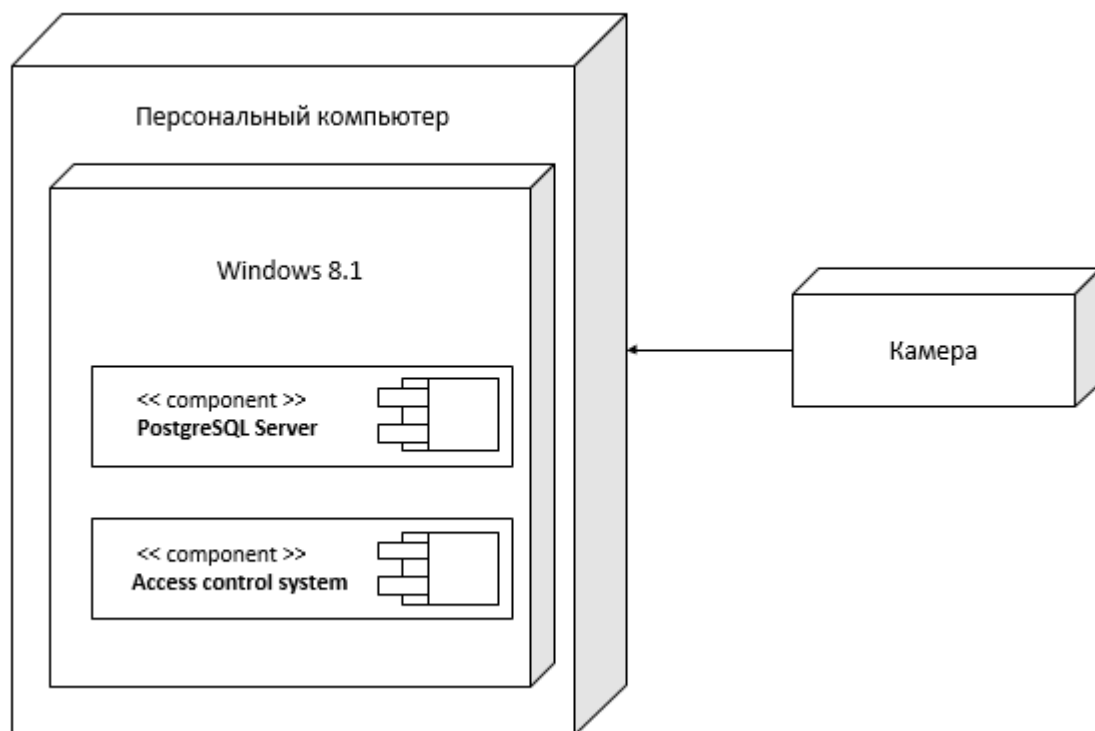 Персональный компьютер
Windows 8.1
<< component >>
PostgreSQL Server
<< component >>
Access control system
Камера